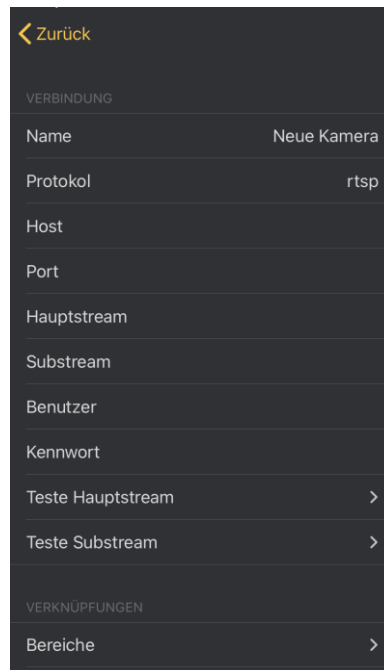 Zurück
VERBINDUNG
Name Neue Kamera
Protokol rtsp
Host
Port
Hauptstream
Substream
Benutzer
Kennwort
Teste Hauptstream
Teste Substream
VERKNÜPFUNGEN
Bereiche